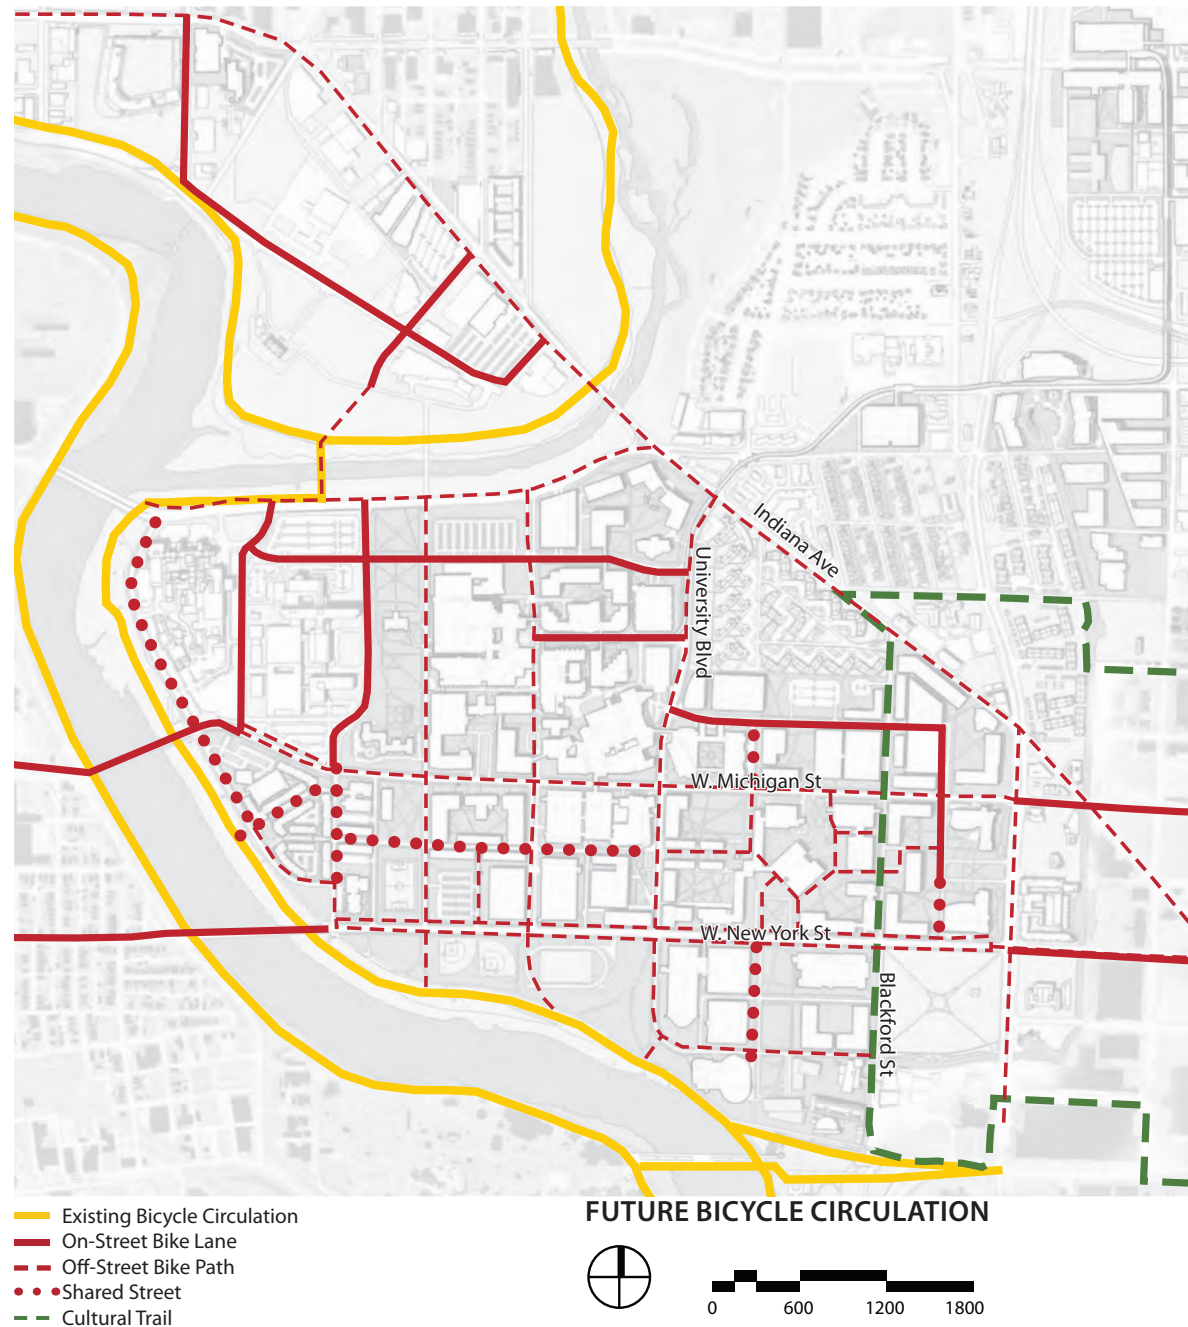 Indiana Ave
University Blvd
W. Michigan St
W. New York St
Blackford St
FUTURE BICYCLE CIRCULATION
Existing Bicycle Circulation
On-Street Bike Lane
Off-Street Bike Path
Shared Street
Cultural Trail
0 600 1200 1800